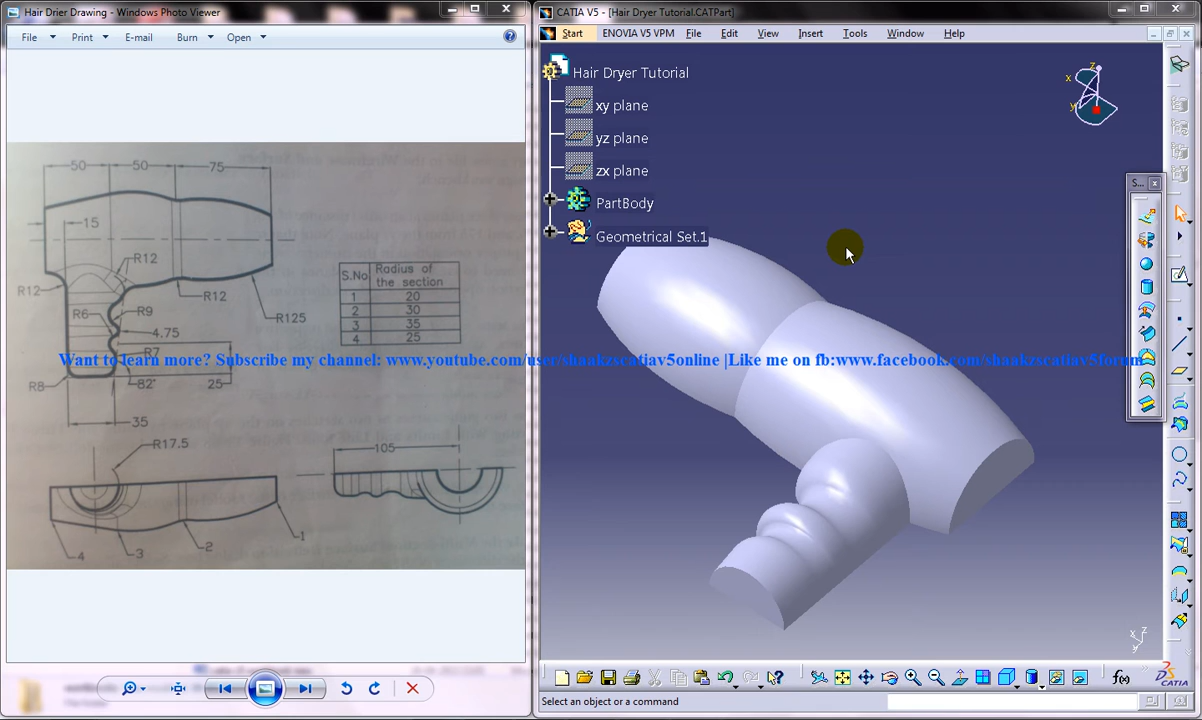 Hair Drier Drawing - Windows Photo Viewer
File Print E-mail Burn Open
50 50 75
15
R12
R12
R12
R9
R6
R125
4.75
R7
R8
82°
25
35
S.No Radius of the section
1 20
2 30
3 35
4 25
R17.5
105
4 3 2 1
Want to learn more? Subscribe my channel: www.youtube.com/user/shaakzscatiav5online |Like me on fb:www.facebook.com/shaakzscatiav5forum
CATIA V5 - [Hair Dryer Tutorial.CATPart]
Start ENOVIA V5 VPM File Edit View Insert Tools Window Help
Hair Dryer Tutorial
xy plane
yz plane
zx plane
PartBody
Geometrical Set.1
z
x
y
S...
x z
y
f(x)
CATIA
Select an object or a command